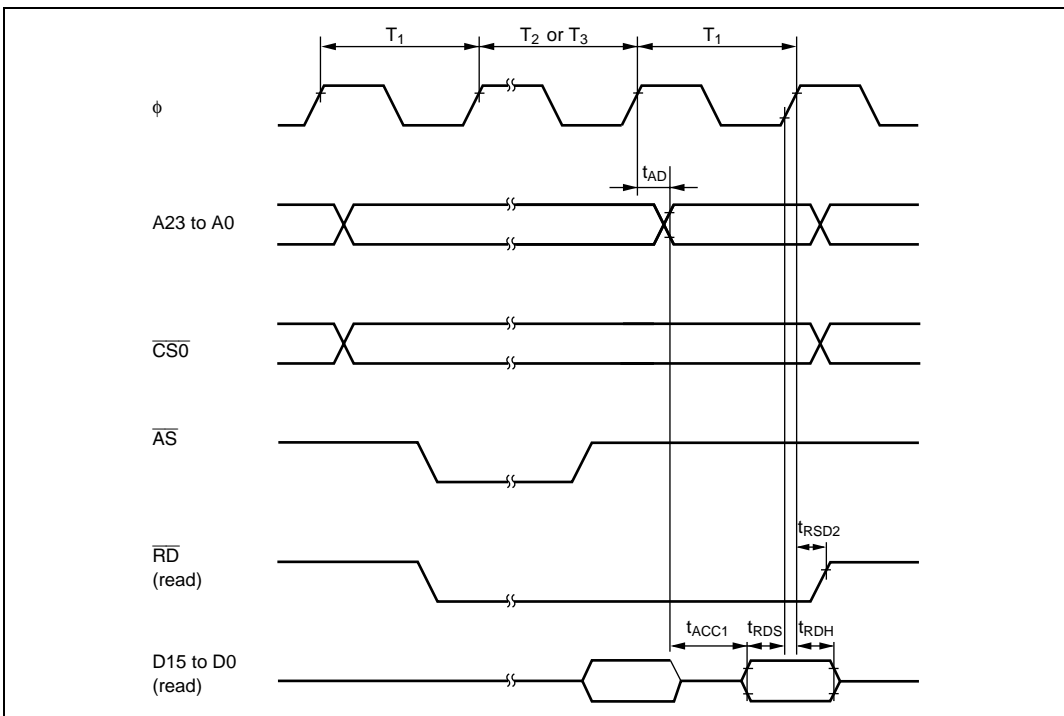 T1 T2 or T3 T1
ϕ
tAD
A23 to A0
CS0
AS
tRSD2
RD
(read)
tACC1 tRDS tRDH
D15 to D0
(read)